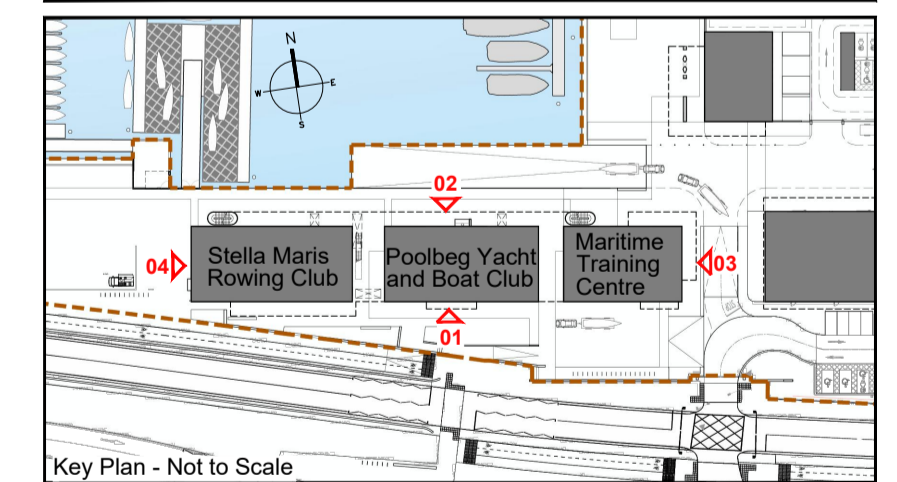 N
W
E
S
02
04
Stella Maris
Rowing Club
Poolbeg Yacht
and Boat Club
Maritime
Training
Centre
03
01
Key Plan - Not to Scale